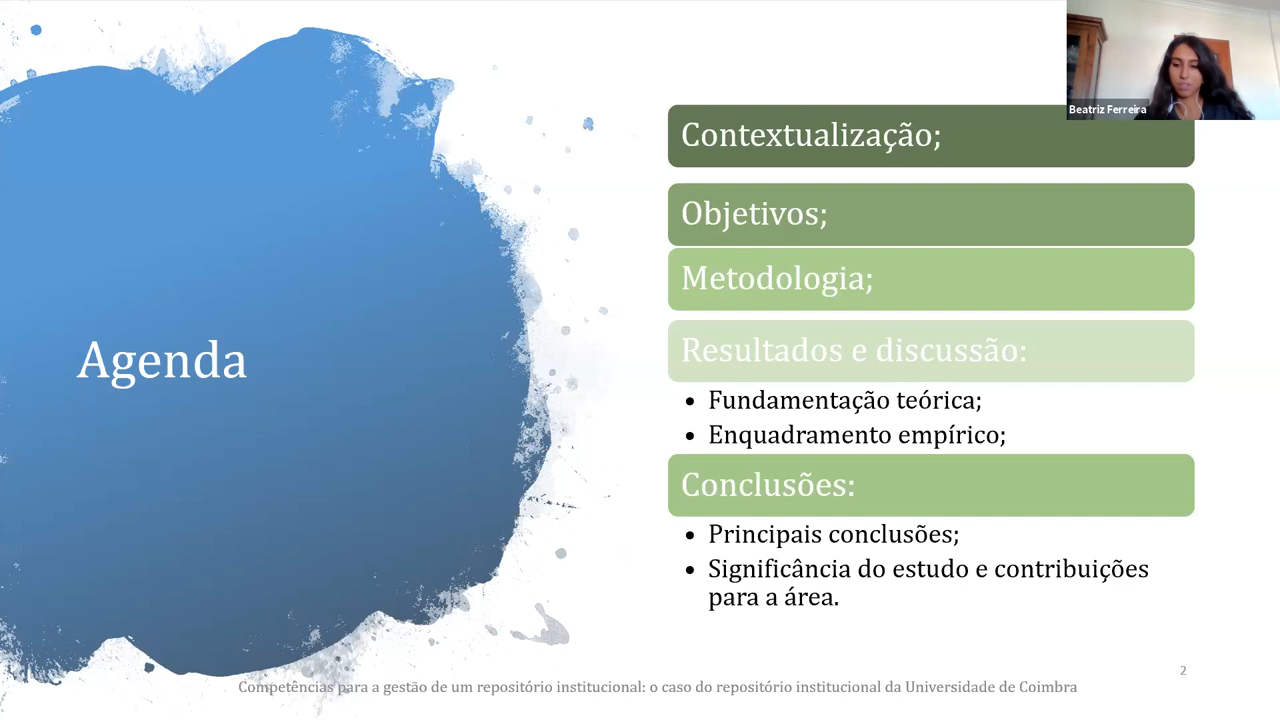 Beatriz Ferreira
Agenda
Contextualização;
Objetivos;
Metodologia;
Resultados e discussão:
• Fundamentação teórica;
• Enquadramento empírico;
Conclusões:
• Principais conclusões;
• Significância do estudo e contribuições
para a área.
2
Competências para a gestão de um repositório institucional: o caso do repositório institucional da Universidade de Coimbra